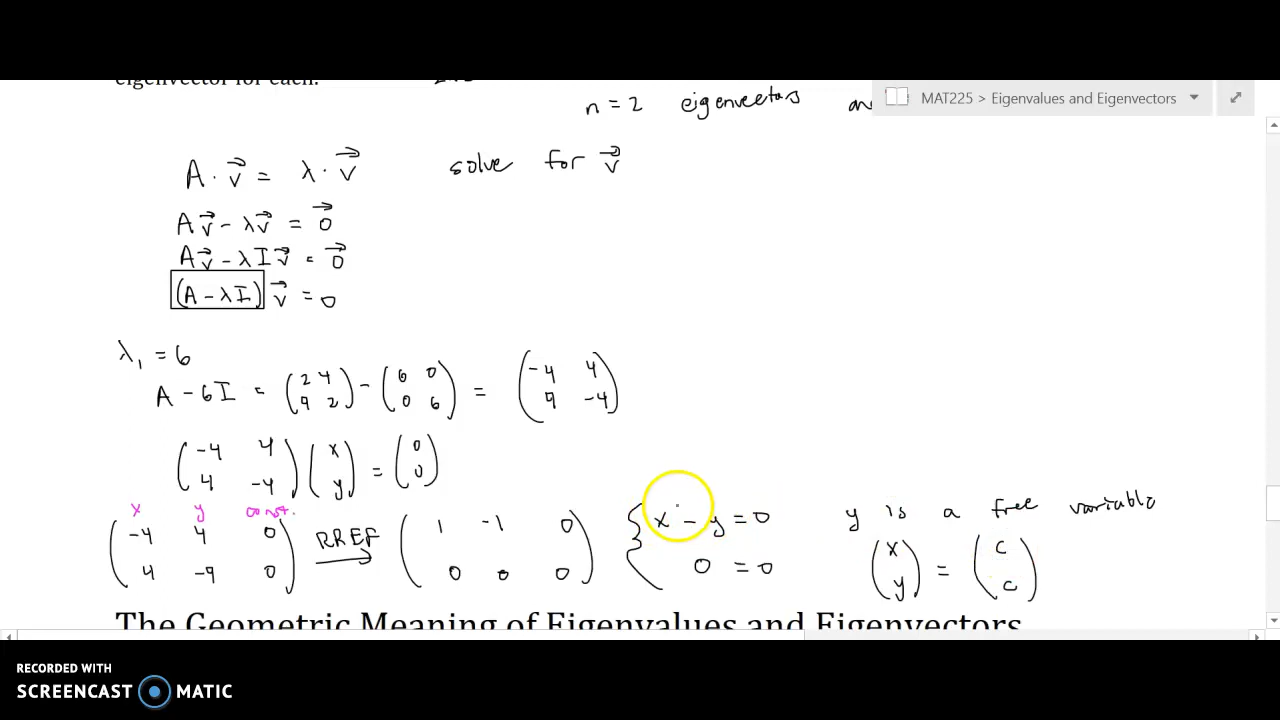 eigenvector for each.
n = 2 eigenvectors
MAT225 > Eigenvalues and Eigenvectors
A · v⃗ = λ · v⃗ solve for v⃗
Av⃗ - λv⃗ = 0⃗
Av⃗ - λIv⃗ = 0⃗
(A - λI) v⃗ = 0
λ₁ = 6
A - 6I = (2 4; 4 2) - (6 0; 0 6) = (-4 4; 4 -4)
(-4 4; 4 -4) (x; y) = (0; 0)
x y const.
(-4 4 0; 4 -4 0) RREF → (1 -1 0; 0 0 0) { x - y = 0; 0 = 0 y is a free variable
(x; y) = (c; c)
The Geometric Meaning of Eigenvalues and Eigenvectors
RECORDED WITH
SCREENCAST MATIC